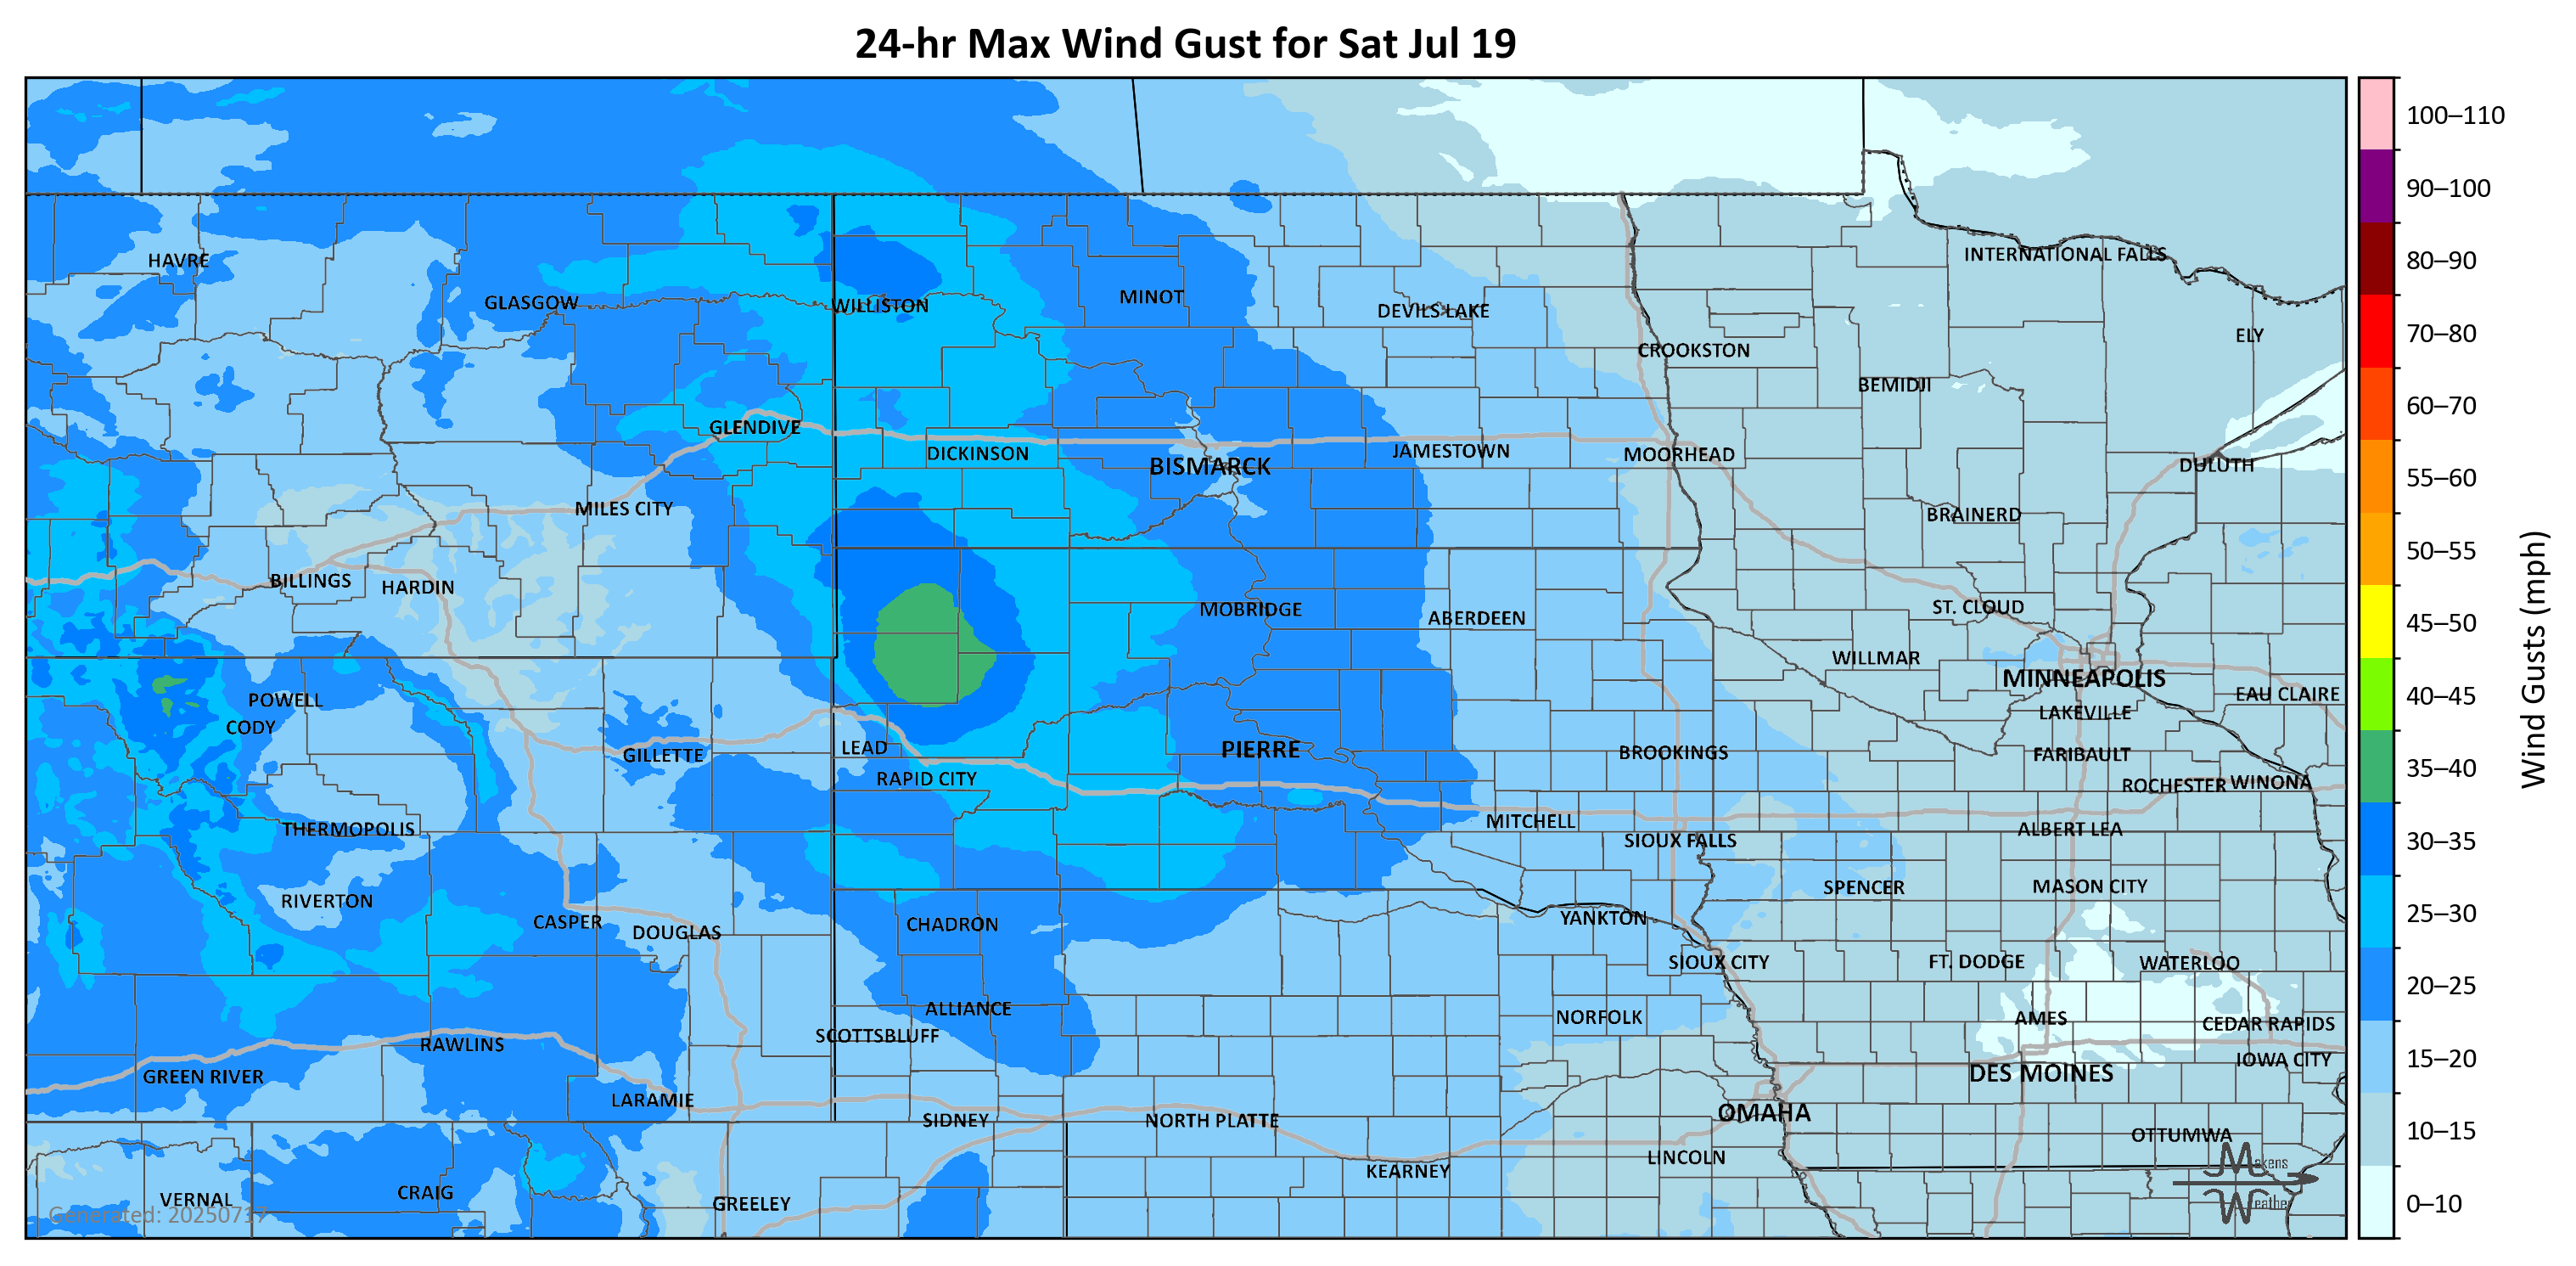 24-hr Max Wind Gust for Sat Jul 19
100–110
90–100
80–90
70–80
60–70
55–60
50–55
45–50
40–45
35–40
30–35
25–30
20–25
15–20
10–15
0–10
Wind Gusts (mph)
HAVRE
GLASGOW
WILLISTON
MINOT
DEVILS LAKE
INTERNATIONAL FALLS
ELY
CROOKSTON
BEMIDJI
GLENDIVE
DICKINSON
BISMARCK
JAMESTOWN
MOORHEAD
DULUTH
MILES CITY
BRAINERD
BILLINGS
HARDIN
MOBRIDGE
ABERDEEN
ST. CLOUD
WILLMAR
MINNEAPOLIS
EAU CLAIRE
POWELL
CODY
LAKEVILLE
GILLETTE
LEAD
PIERRE
BROOKINGS
FARIBAULT
RAPID CITY
ROCHESTER
WINONA
THERMOPOLIS
MITCHELL
SIOUX FALLS
ALBERT LEA
RIVERTON
SPENCER
MASON CITY
CASPER
DOUGLAS
CHADRON
YANKTON
SIOUX CITY
FT. DODGE
WATERLOO
ALLIANCE
SCOTTSBLUFF
NORFOLK
AMES
CEDAR RAPIDS
RAWLINS
IOWA CITY
GREEN RIVER
DES MOINES
LARAMIE
SIDNEY
NORTH PLATTE
OMAHA
OTTUMWA
KEARNEY
LINCOLN
VERNAL
CRAIG
GREELEY
Generated: 20250719
Makens
Weather